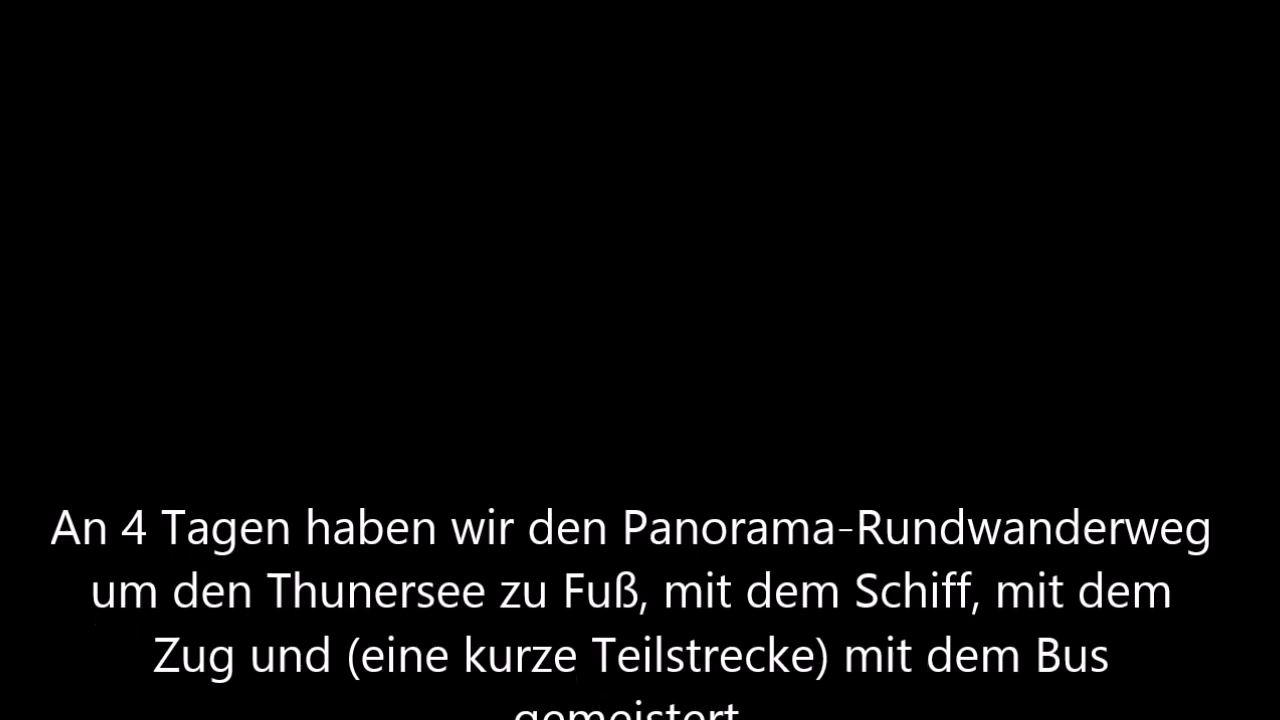 An 4 Tagen haben wir den Panorama-Rundwanderweg
um den Thunersee zu Fuß, mit dem Schiff, mit dem
Zug und (eine kurze Teilstrecke) mit dem Bus
gemeistert